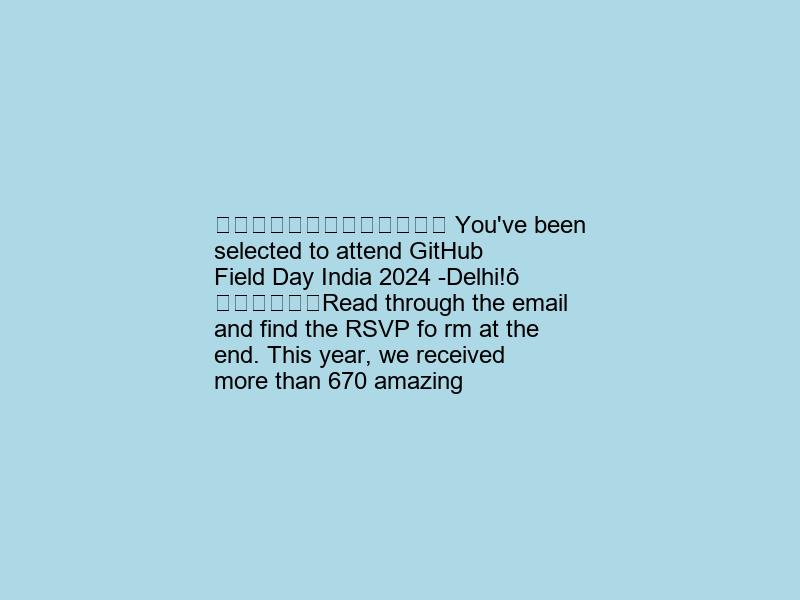 □□□□□□□□□□□□□ You've been
selected to attend GitHub
Field Day India 2024 -Delhi!ô
□□□□□□Read through the email
and find the RSVP fo rm at the
end. This year, we received
more than 670 amazing